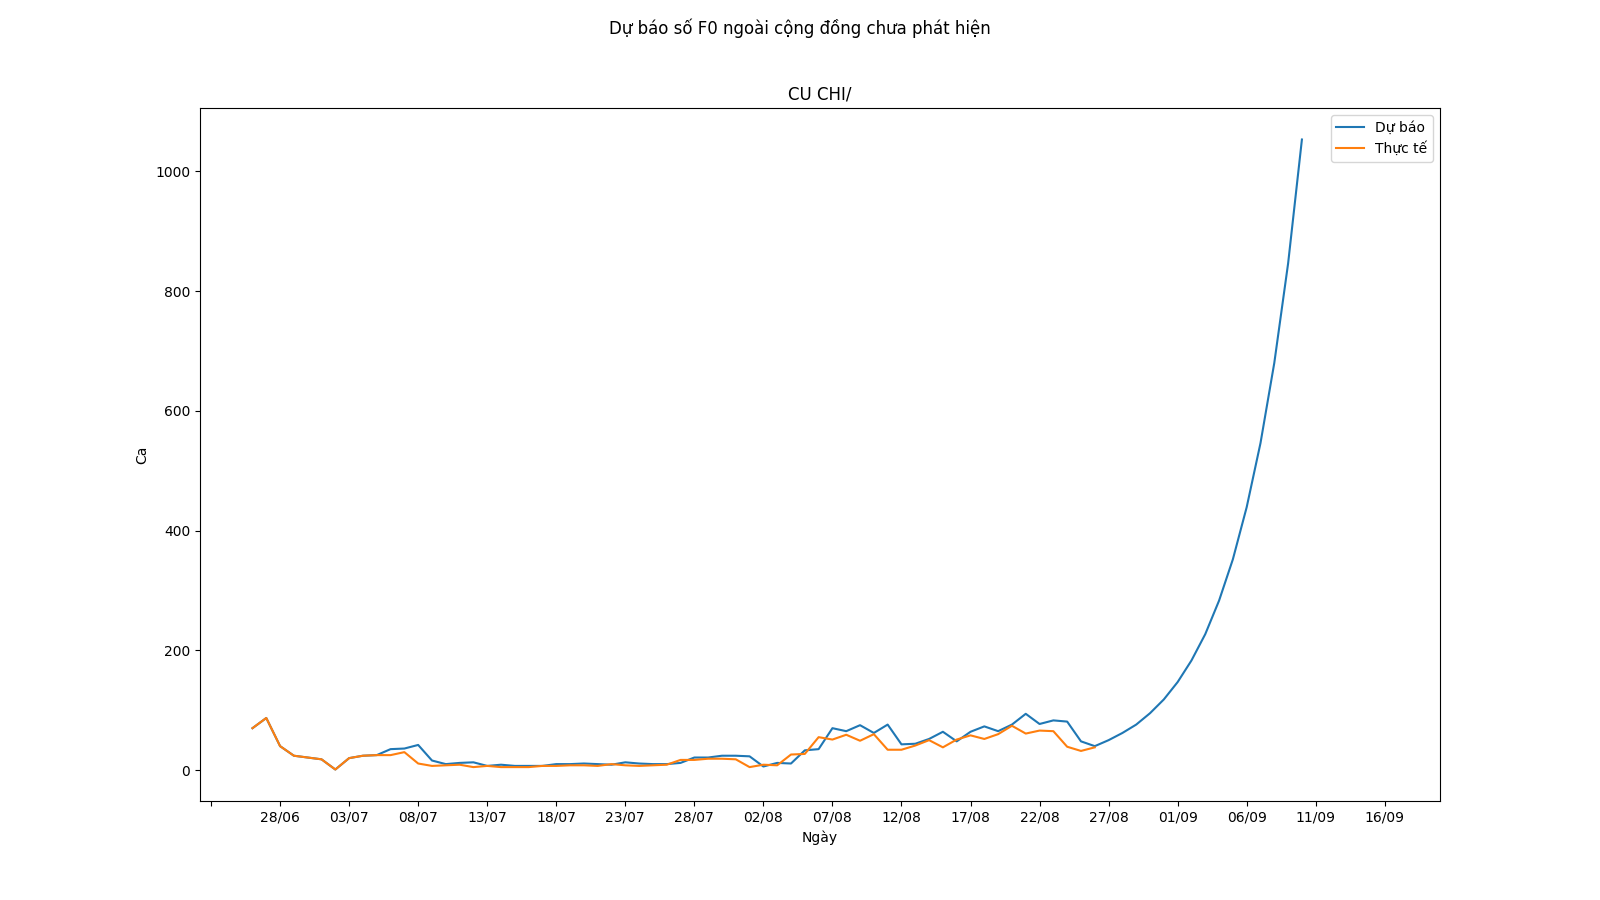 Dự báo số F0 ngoài cộng đồng chưa phát hiện
CU CHI/
Dự báo
Thực tế
1000
800
600
400
200
0
Ca
28/06 03/07 08/07 13/07 18/07 23/07 28/07 02/08 07/08 12/08 17/08 22/08 27/08 01/09 06/09 11/09 16/09
Ngày